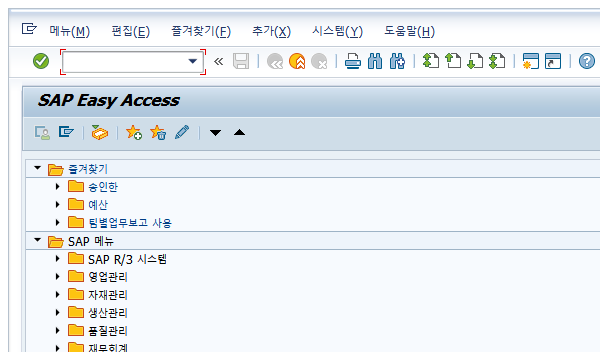 메뉴(M) 편집(E) 즐겨찾기(F) 추가(X) 시스템(Y) 도움말(H)
SAP Easy Access
즐겨찾기
송인한
예산
팀별업무보고 사용
SAP 메뉴
SAP R/3 시스템
영업관리
자재관리
생산관리
품질관리
재무회계